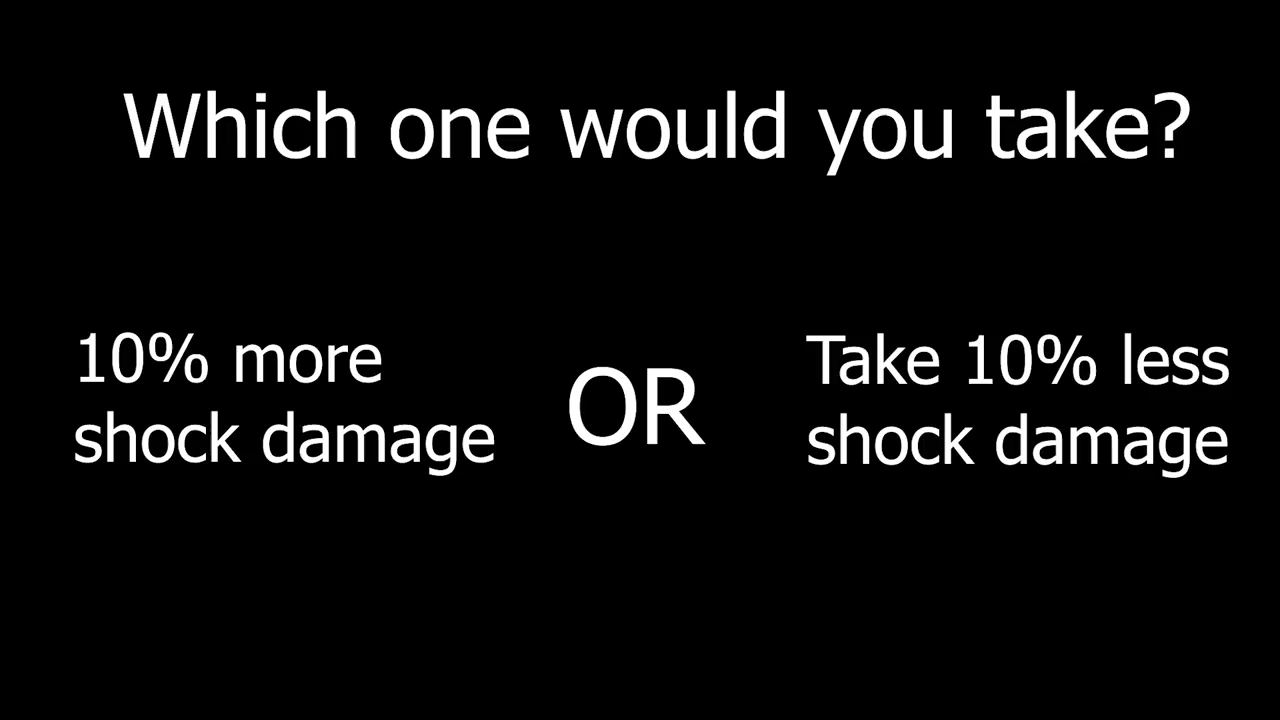 Which one would you take?
10% more
shock damage
OR
Take 10% less
shock damage